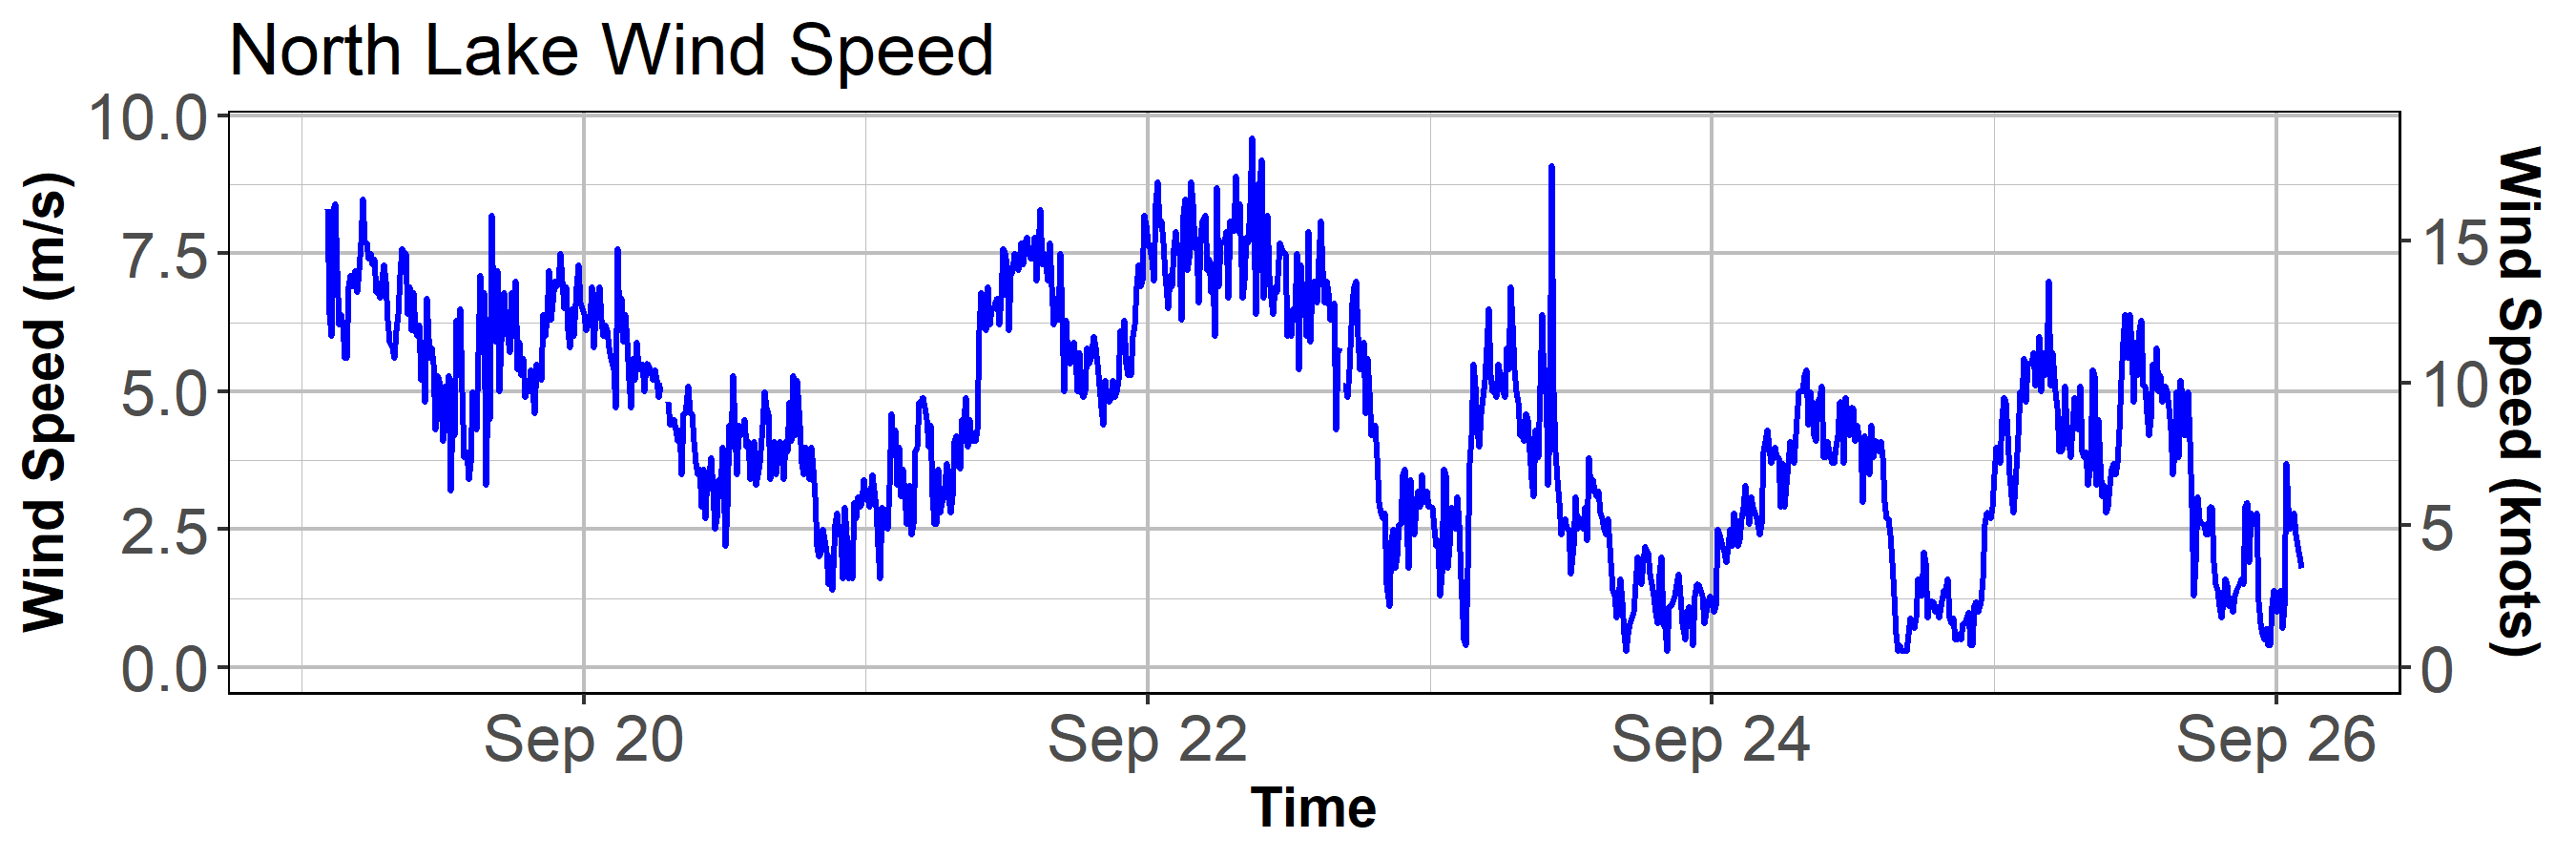 North Lake Wind Speed
10.0
7.5
5.0
2.5
0.0
Wind Speed (m/s)
15
10
5
0
Wind Speed (knots)
Sep 20
Sep 22
Sep 24
Sep 26
Time